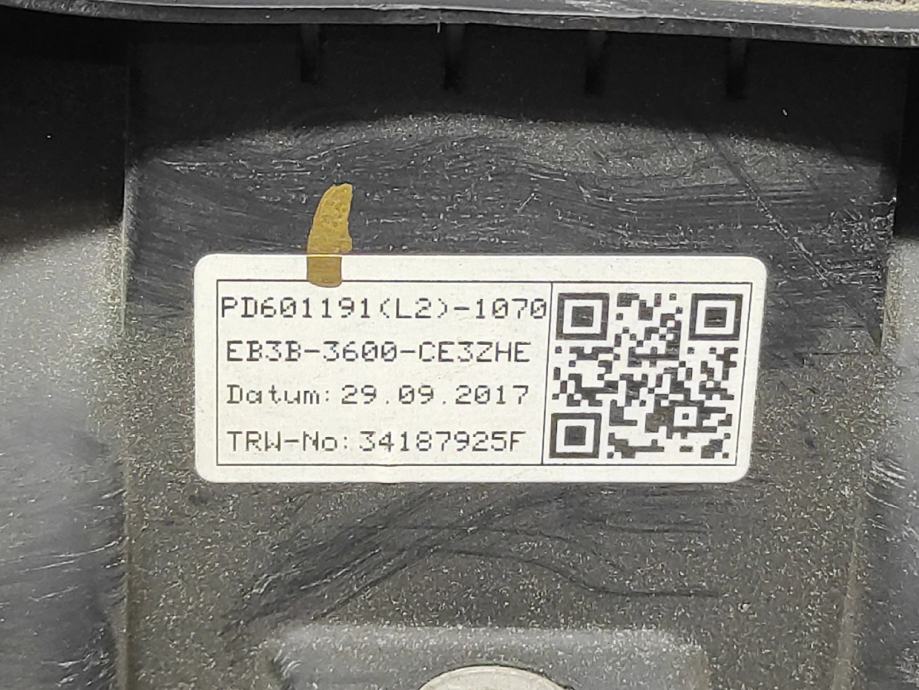 PD601191(L2)-1070
EB3B-3600-CE3ZHE
Datum: 29.09.2017
TRW-No: 34187925F